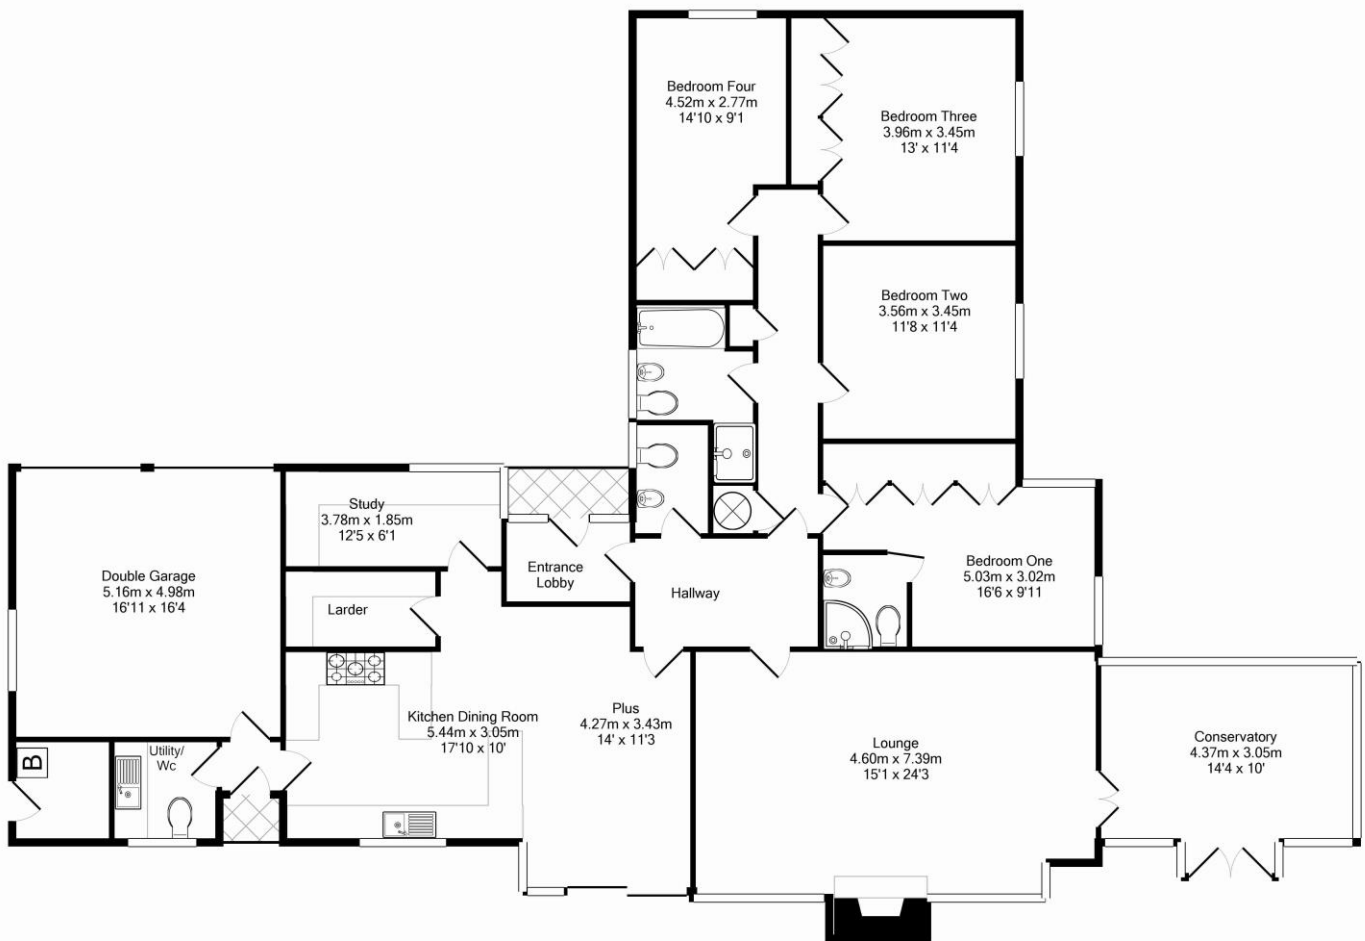 Bedroom Four
4.52m x 2.77m
14'10 x 9'1
Bedroom Three
3.96m x 3.45m
13' x 11'4
Bedroom Two
3.56m x 3.45m
11'8 x 11'4
Study
3.78m x 1.85m
12'5 x 6'1
Entrance
Lobby
Bedroom One
5.03m x 3.02m
16'6 x 9'11
Double Garage
5.16m x 4.98m
16'11 x 16'4
Larder
Hallway
Kitchen Dining Room
5.44m x 3.05m
17'10 x 10'
Plus
4.27m x 3.43m
14' x 11'3
Lounge
4.60m x 7.39m
15'1 x 24'3
Conservatory
4.37m x 3.05m
14'4 x 10'
B
Utility/
Wc